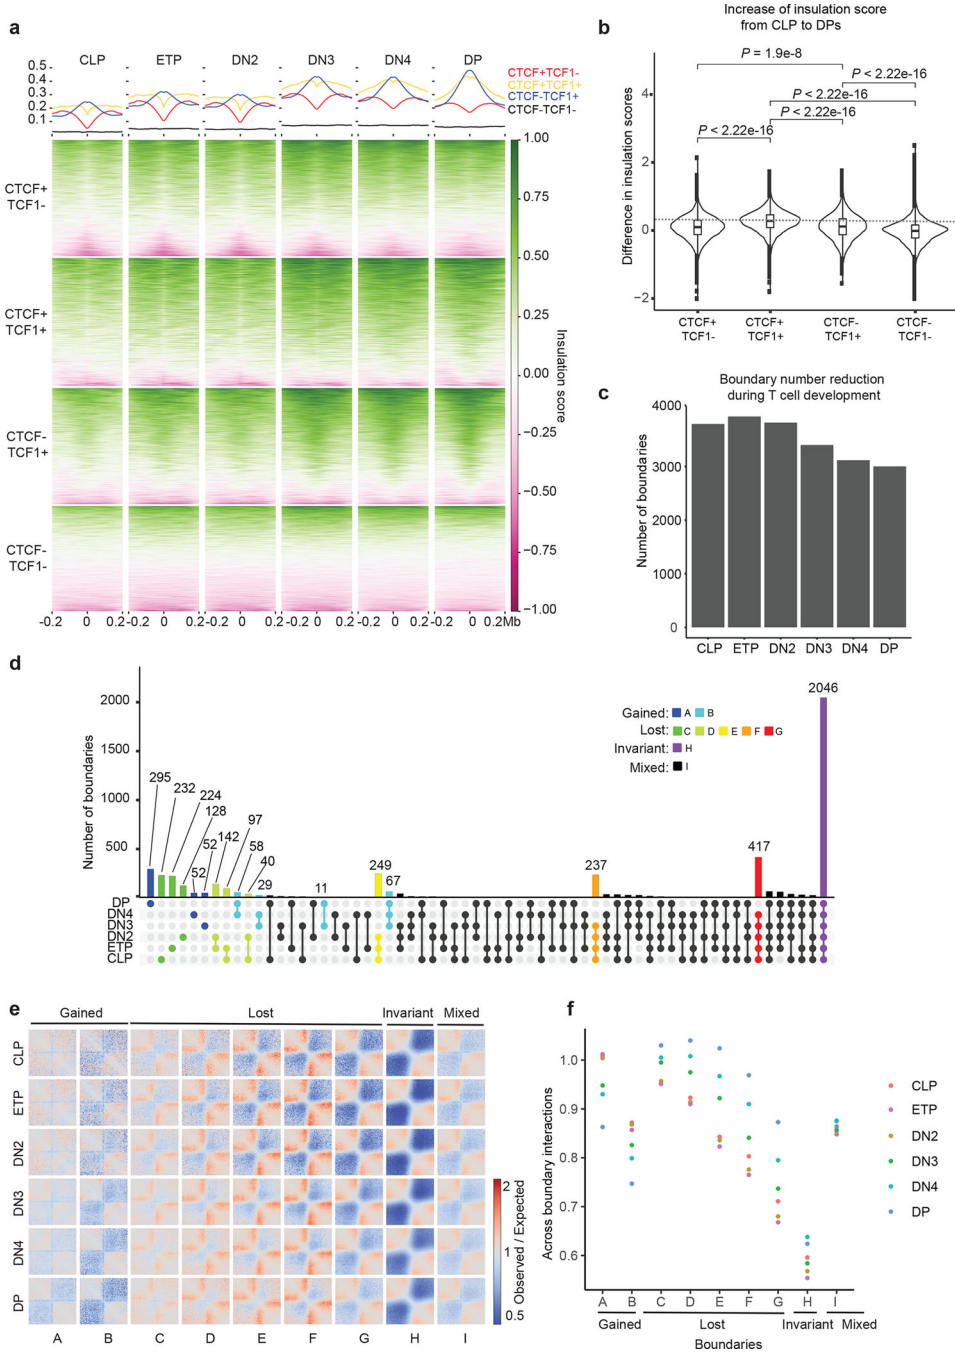 a
CLP ETP DN2 DN3 DN4 DP
0.5
0.4
0.3
0.2
0.1
CTCF+TCF1-
CTCF+TCF1+
CTCF-TCF1+
CTCF-TCF1-
CTCF+
TCF1-
CTCF+
TCF1+
CTCF-
TCF1+
CTCF-
TCF1-
1.00
0.75
0.50
0.25
0.00
−0.25
−0.50
−0.75
−1.00
Insulation score
-0.2 0 0.2 -0.2 0 0.2 -0.2 0 0.2 -0.2 0 0.2 -0.2 0 0.2 -0.2 0 0.2Mb
b
Increase of insulation score
from CLP to DPs
P = 1.9e-8
P < 2.22e-16
P < 2.22e-16
P < 2.22e-16
P < 2.22e-16
Difference in insulation scores
4
2
0
−2
CTCF+ CTCF+ CTCF- CTCF-
TCF1- TCF1+ TCF1+ TCF1-
c
Boundary number reduction
during T cell development
Number of boundaries
4000
3000
4000
2000
0
CLP ETP DN2 DN3 DN4 DP
d
Number of boundaries
2000
1500
1000
500
295 232 224 128 52 52 142 97 58 40 29 11 249 67 237 417 2046
Gained: A B
Lost: C D E F G
Invariant: H
Mixed: I
DP
DN4
DN3
DN2
ETP
CLP
e
Gained Lost Invariant Mixed
CLP
ETP
DN2
DN3
DN4
DP
A B C D E F G H I
2
1
0.5
Observed / Expected
f
Across boundary interactions
1.0
0.9
0.8
0.7
0.6
A B C D E F G H I
Gained Lost Invariant Mixed
Boundaries
CLP
ETP
DN2
DN3
DN4
DP